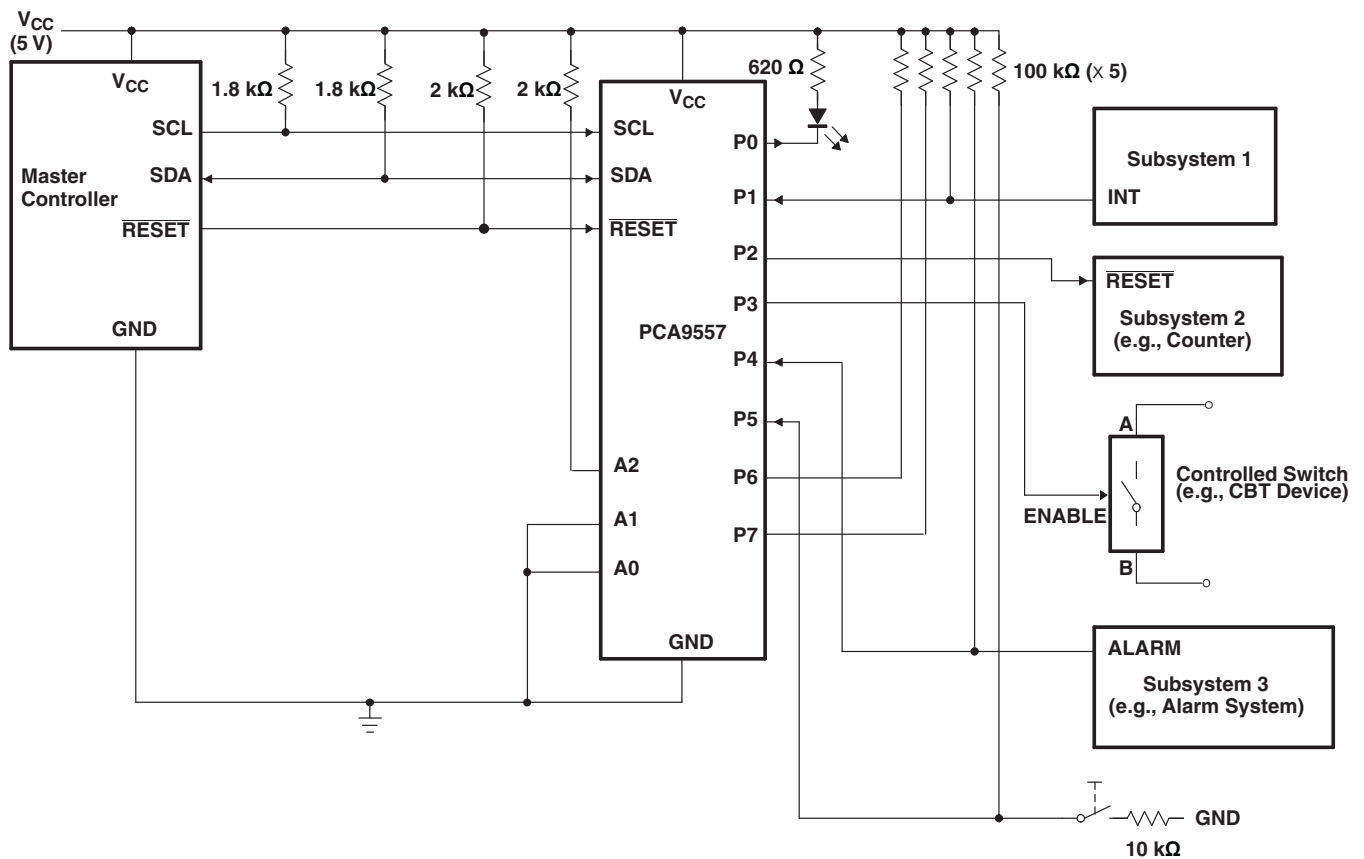 VCC
(5 V)
VCC
SCL
SDA
Master
Controller
RESET
GND
1.8 kΩ
1.8 kΩ
2 kΩ
2 kΩ
VCC
SCL
SDA
RESET
PCA9557
A2
A1
A0
GND
P0
P1
P2
P3
P4
P5
P6
P7
620 Ω
100 kΩ (x 5)
Subsystem 1
INT
RESET
Subsystem 2
(e.g., Counter)
A
Controlled Switch
(e.g., CBT Device)
ENABLE
B
ALARM
Subsystem 3
(e.g., Alarm System)
GND
10 kΩ